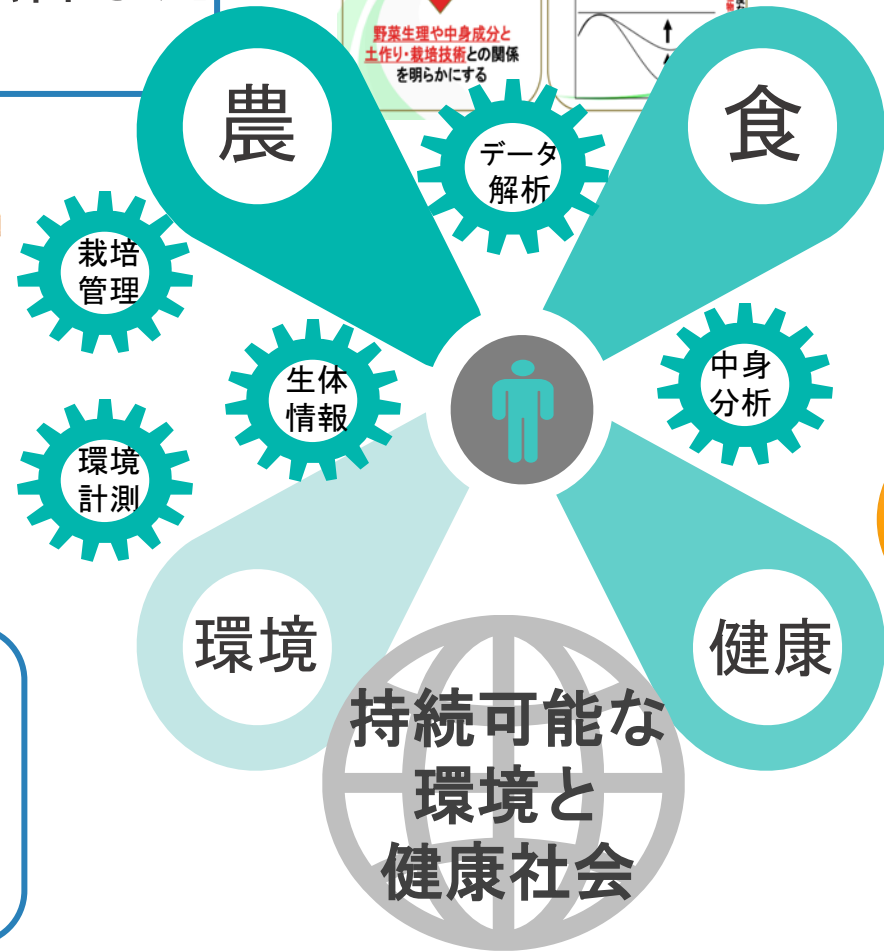 野菜生理や中身成分と
土作り・栽培技術との関係
を明らかにする
農
食
データ
解析
栽培
管理
生体
情報
中身
分析
環境
計測
環境
健康
持続可能な
環境と
健康社会